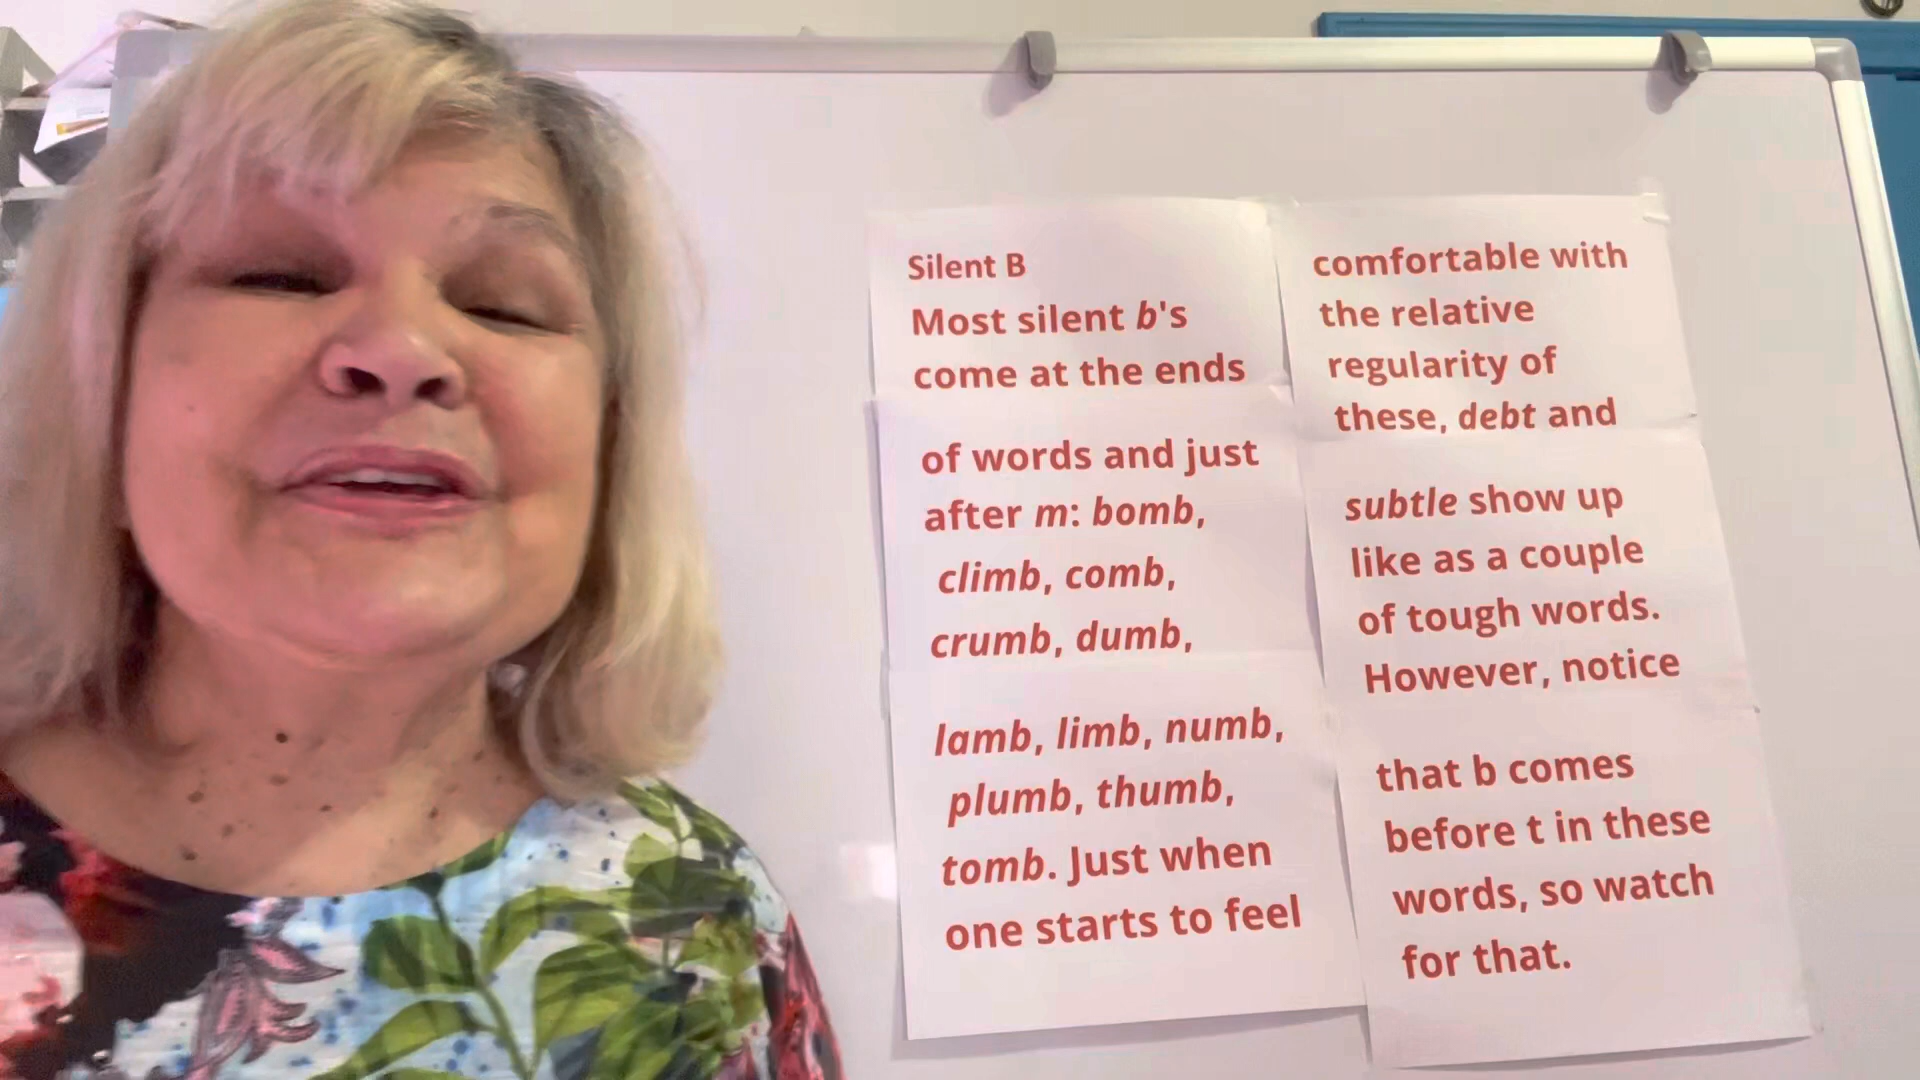 Silent B
Most silent b's
come at the ends
of words and just
after m: bomb,
climb, comb,
crumb, dumb,
lamb, limb, numb,
plumb, thumb,
tomb. Just when
one starts to feel
comfortable with
the relative
regularity of
these, debt and
subtle show up
like as a couple
of tough words.
However, notice
that b comes
before t in these
words, so watch
for that.